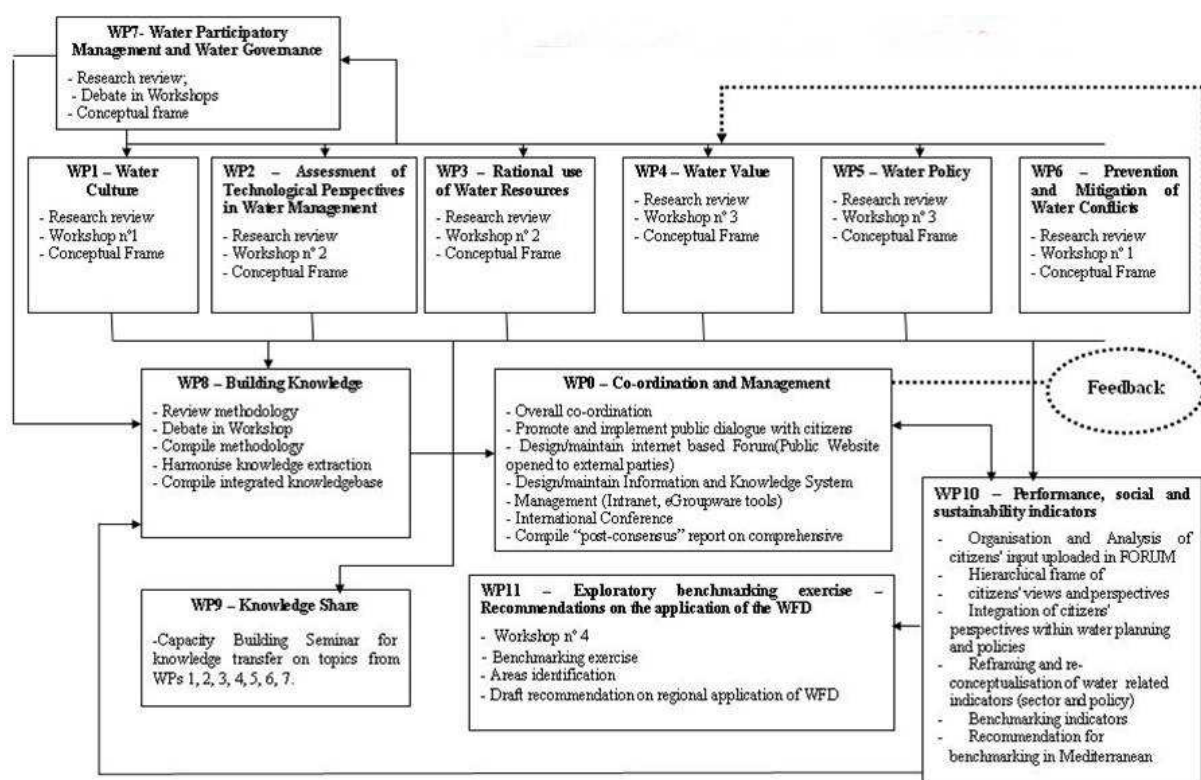 WP7- Water Participatory
Management and Water Governance
- Research review;
- Debate in Workshops
- Conceptual frame
WP1 – Water
Culture
- Research review
- Workshop n°1
- Conceptual Frame
WP2 – Assessment of
Technological Perspectives
in Water Management
- Research review
- Workshop n° 2
- Conceptual Frame
WP3 – Rational use
of Water Resources
- Research review
- Workshop n° 2
- Conceptual Frame
WP4 – Water Value
- Research review
- Workshop n° 3
- Conceptual Frame
WP5 – Water Policy
- Research review
- Workshop n° 3
- Conceptual Frame
WP6 – Prevention
and Mitigation of
Water Conflicts
- Research review
- Workshop n° 1
- Conceptual Frame
WP8 – Building Knowledge
- Review methodology
- Debate in Workshop
- Compile methodology
- Harmonise knowledge extraction
- Compile integrated knowledgebase
WP0 – Co-ordination and Management
- Overall co-ordination
- Promote and implement public dialogue with citizens
- Design/maintain internet based Forum(Public Website
opened to external parties)
- Design/maintain Information and Knowledge System
- Management (Intranet, eGroupware tools)
- International Conference
- Compile “post-consensus” report on comprehensive
Feedback
WP10 – Performance, social and
sustainability indicators
- Organisation and Analysis of
citizens' input uploaded in FORUM
- Hierarchical frame of
- citizens' views and perspectives
- Integration of citizens'
perspectives within water planning
and policies
- Reframing and re-
conceptualisation of water related
indicators (sector and policy)
- Benchmarking indicators
- Recommendation for
benchmarking in Mediterranean
WP9 – Knowledge Share
-Capacity Building Seminar for
knowledge transfer on topics from
WPs 1, 2, 3, 4, 5, 6, 7.
WP11 – Exploratory benchmarking exercise –
Recommendations on the application of the WFD
- Workshop n° 4
- Benchmarking exercise
- Areas identification
- Draft recommendation on regional application of WFD